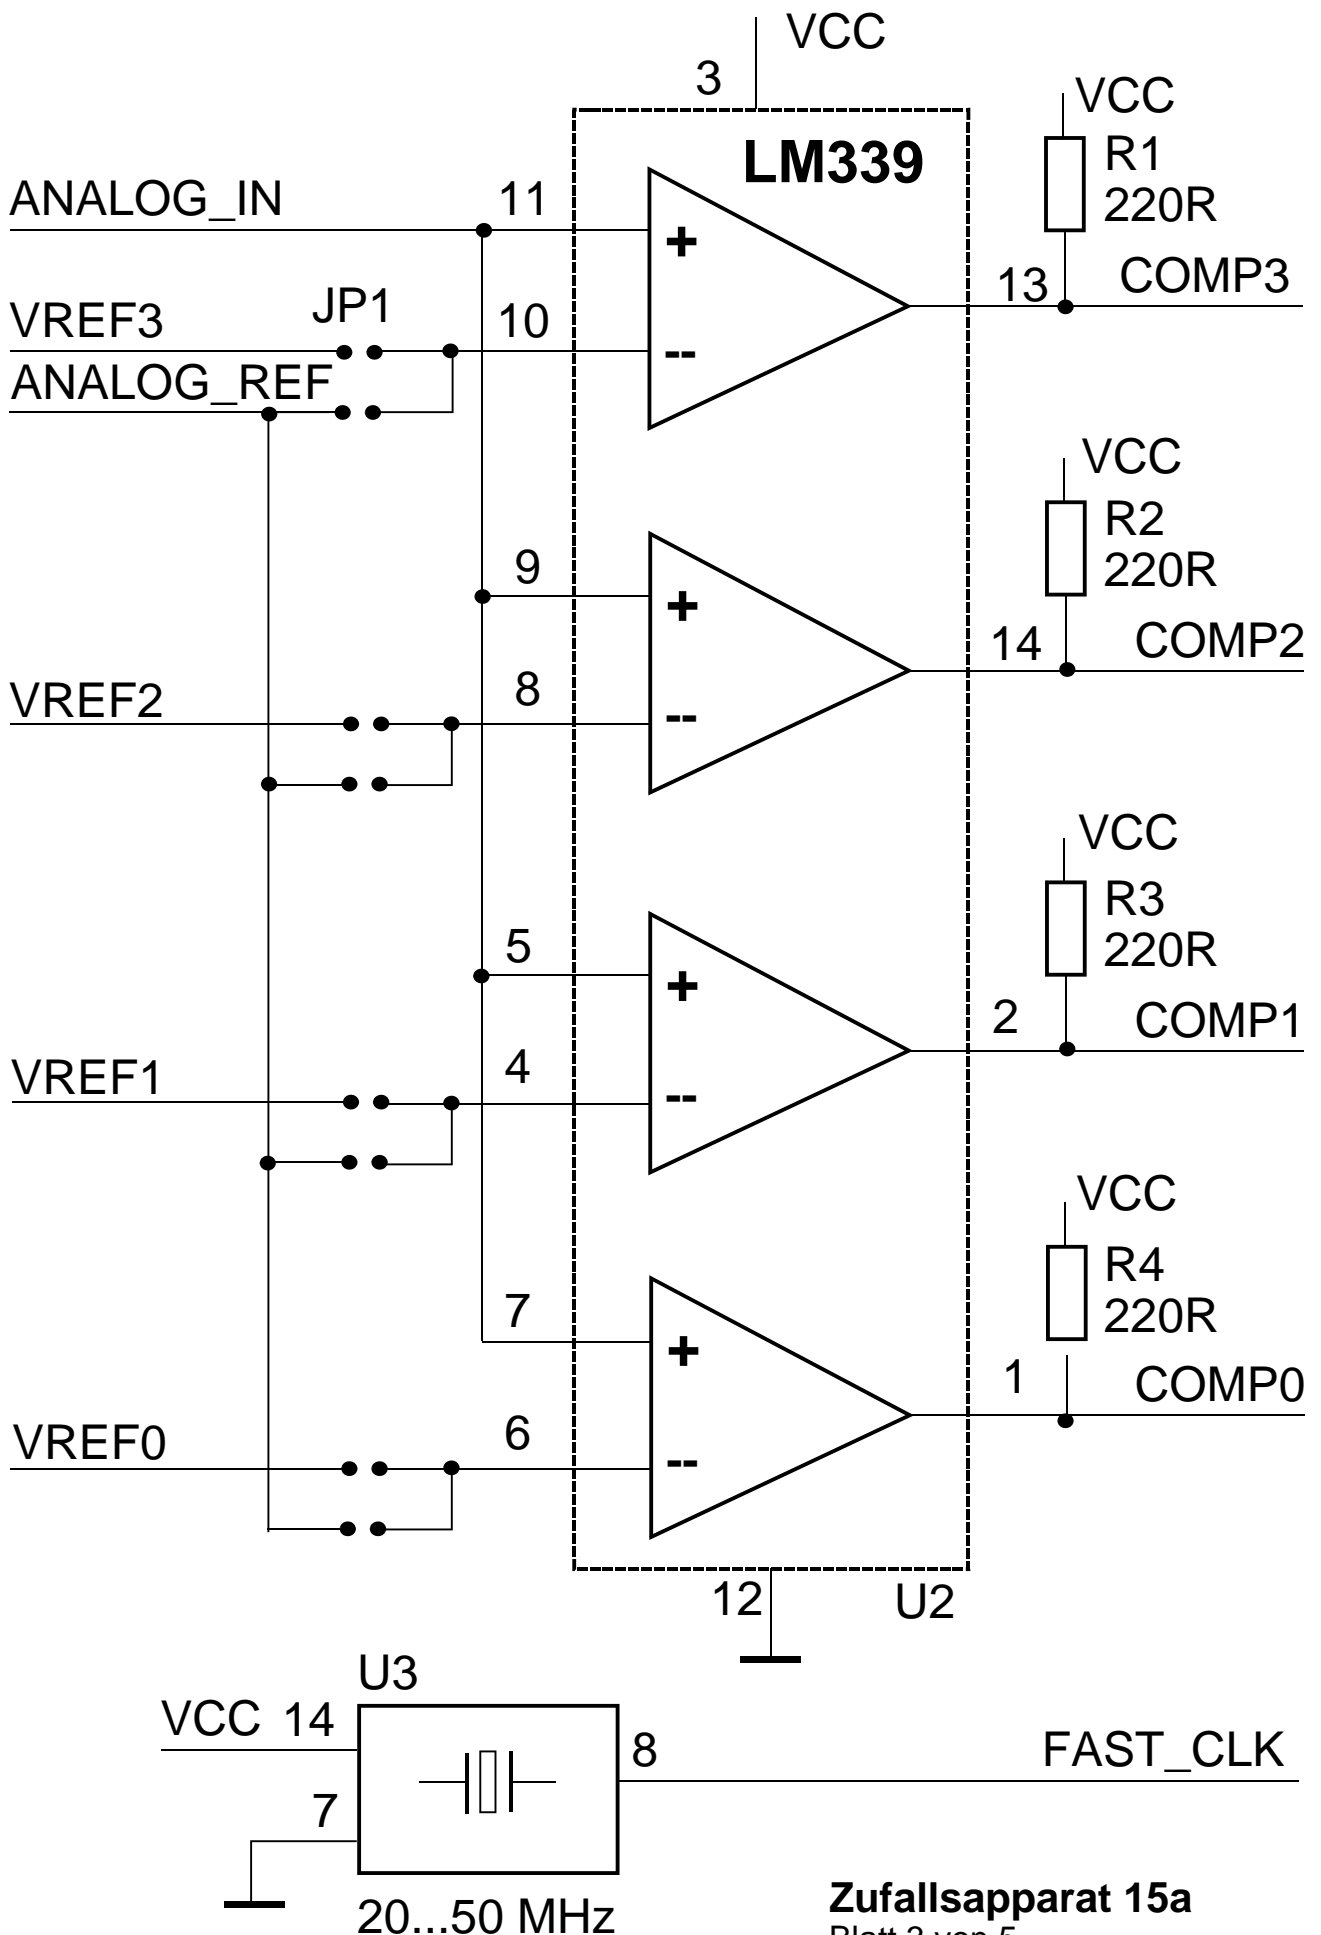 VCC
3
VCC
LM339
R1
220R
ANALOG_IN
11
+
13
COMP3
VREF3
JP1
10
--
ANALOG_REF
VCC
R2
220R
9
+
14
COMP2
VREF2
8
--
VCC
R3
220R
5
+
2
COMP1
VREF1
4
--
VCC
R4
220R
7
+
1
COMP0
VREF0
6
--
12
U2
U3
VCC 14
8
FAST_CLK
7
20...50 MHz
Zufallsapparat 15a